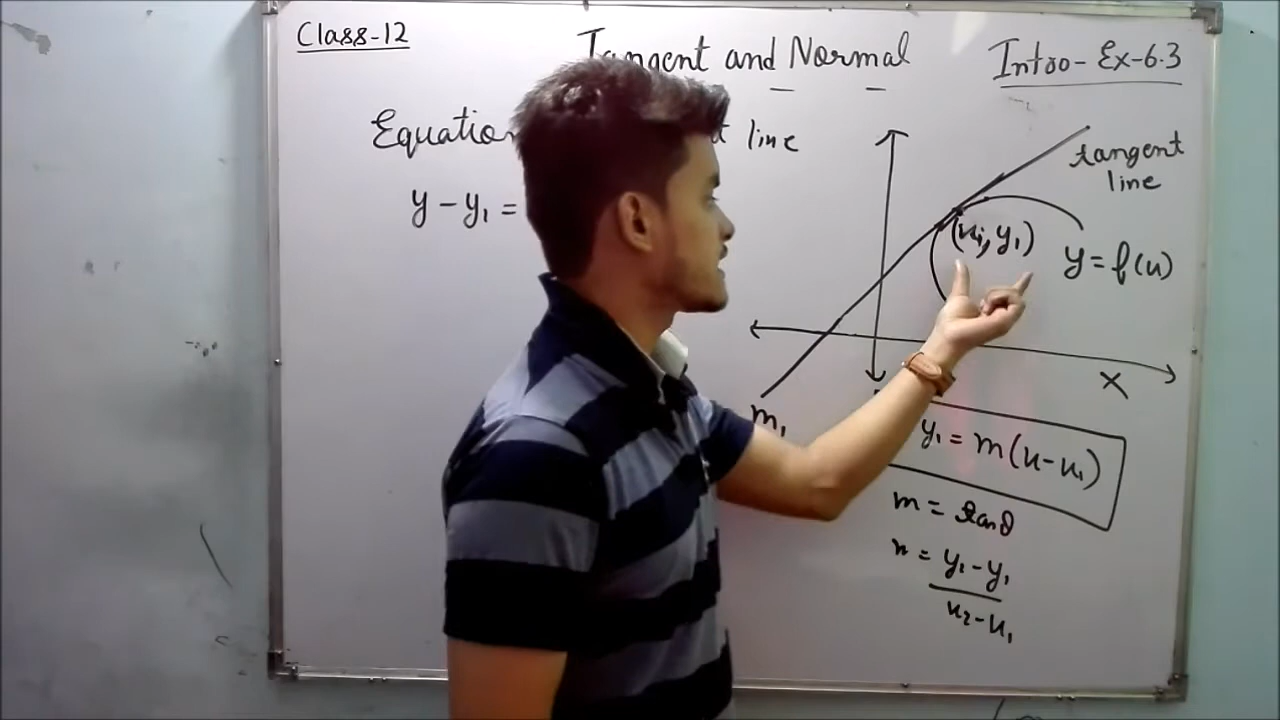 Class-12
Tangent and Normal
Intro- Ex-6.3
Equation line
y - y₁ =
tangent
line
(x₁, y₁)
y = f(x)
X
m₁
y₁ = m(x-x₁)
m = tanθ
= y₂-y₁
x₂-x₁